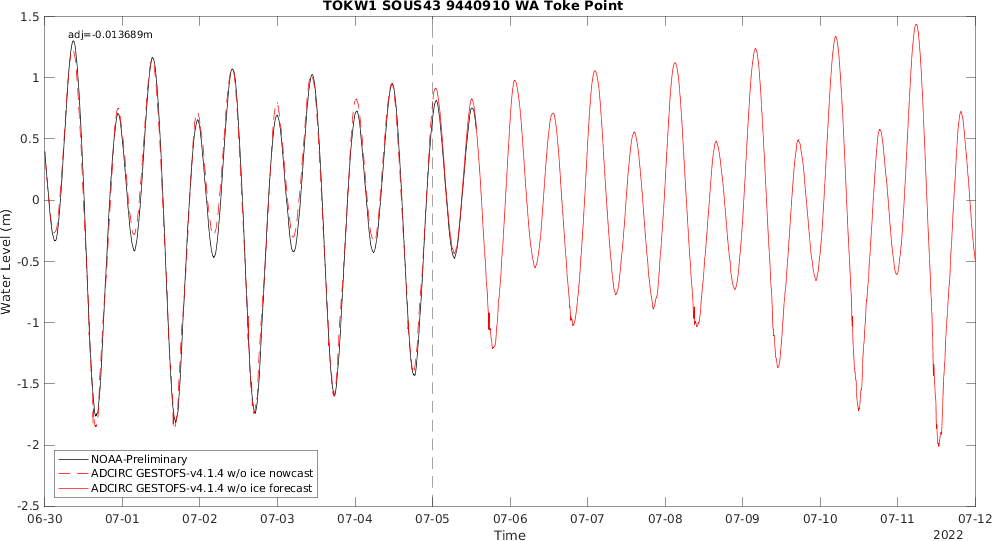 TOKW1 SOUS43 9440910 WA Toke Point
adj=-0.013689m
1.5
1
0.5
0
-0.5
-1
-1.5
-2
-2.5
Water Level (m)
NOAA-Preliminary
ADCIRC GESTOFS-v4.1.4 w/o ice nowcast
ADCIRC GESTOFS-v4.1.4 w/o ice forecast
06-30 07-01 07-02 07-03 07-04 07-05 07-06 07-07 07-08 07-09 07-10 07-11 07-12
Time
2022